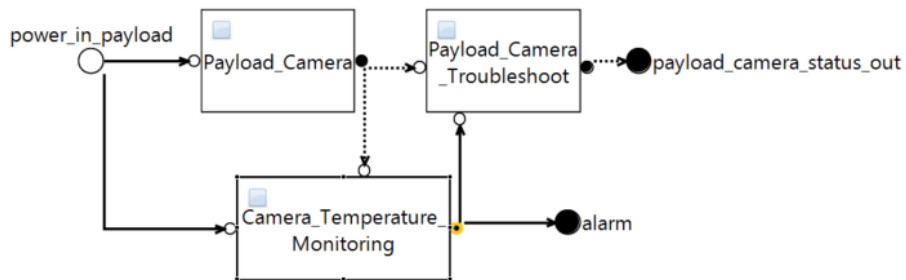 power_in_payload
Payload_Camera
Payload_Camera
_Troubleshoot
payload_camera_status_out
Camera_Temperature_
Monitoring
alarm